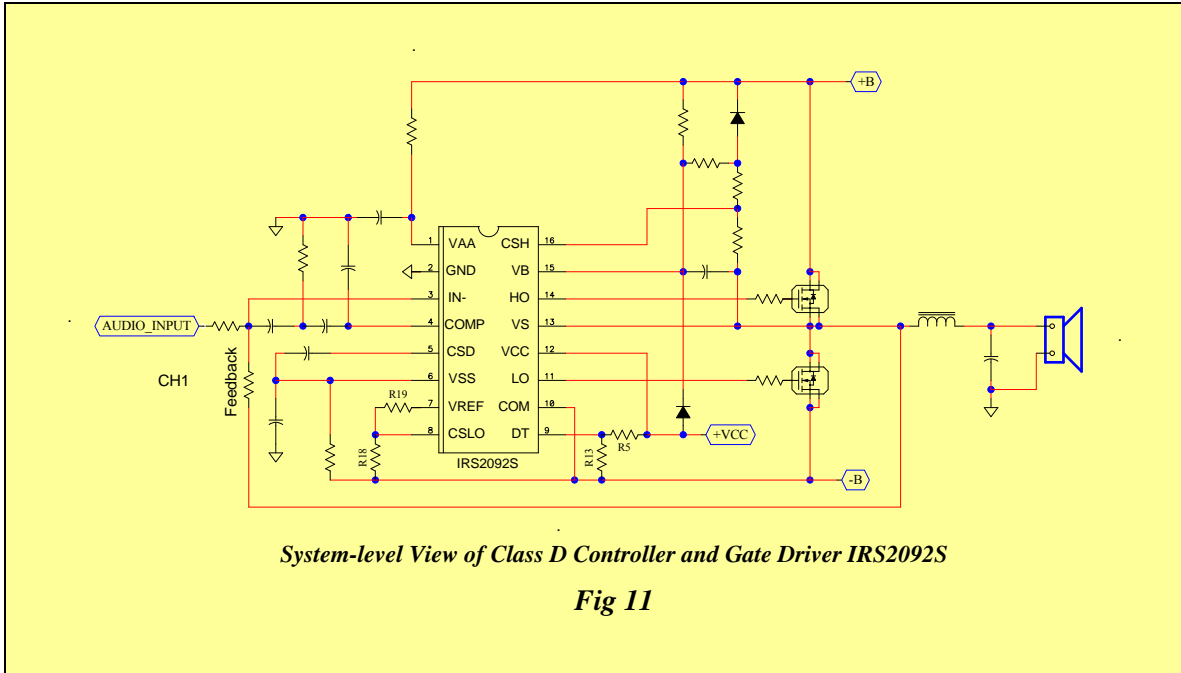 +B
1 VAA CSH 16
2 GND VB 15
3 IN- HO 14
AUDIO_INPUT
4 COMP VS 13
5 CSD VCC 12
CH1
Feedback
6 VSS LO 11
R19
7 VREF COM 10
8 CSLO DT 9
R18
R5
+VCC
R13
IRS2092S
-B
System-level View of Class D Controller and Gate Driver IRS2092S
Fig 11